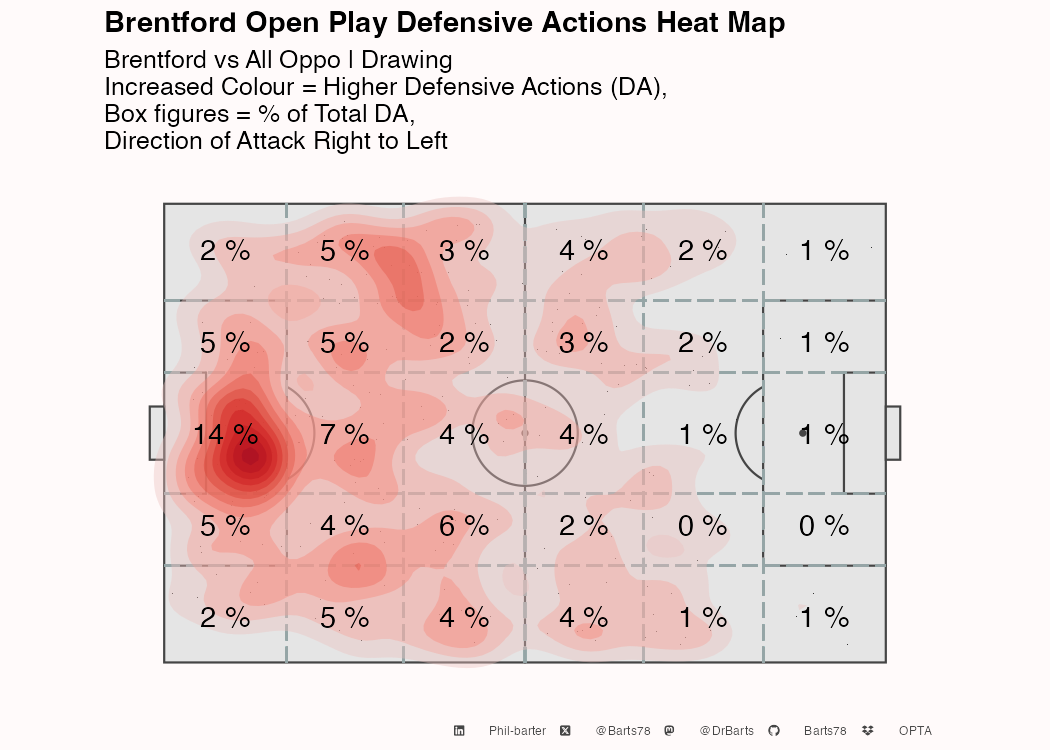 Brentford Open Play Defensive Actions Heat Map
Brentford vs All Oppo | Drawing
Increased Colour = Higher Defensive Actions (DA),
Box figures = % of Total DA,
Direction of Attack Right to Left
2 % 5 % 3 % 4 % 2 % 1 %
5 % 5 % 2 % 3 % 2 % 1 %
14 % 7 % 4 % 4 % 1 % 1 %
5 % 4 % 6 % 2 % 0 % 0 %
2 % 5 % 4 % 4 % 1 % 1 %
Phil-barter @Barts78 @DrBarts Barts78 OPTA